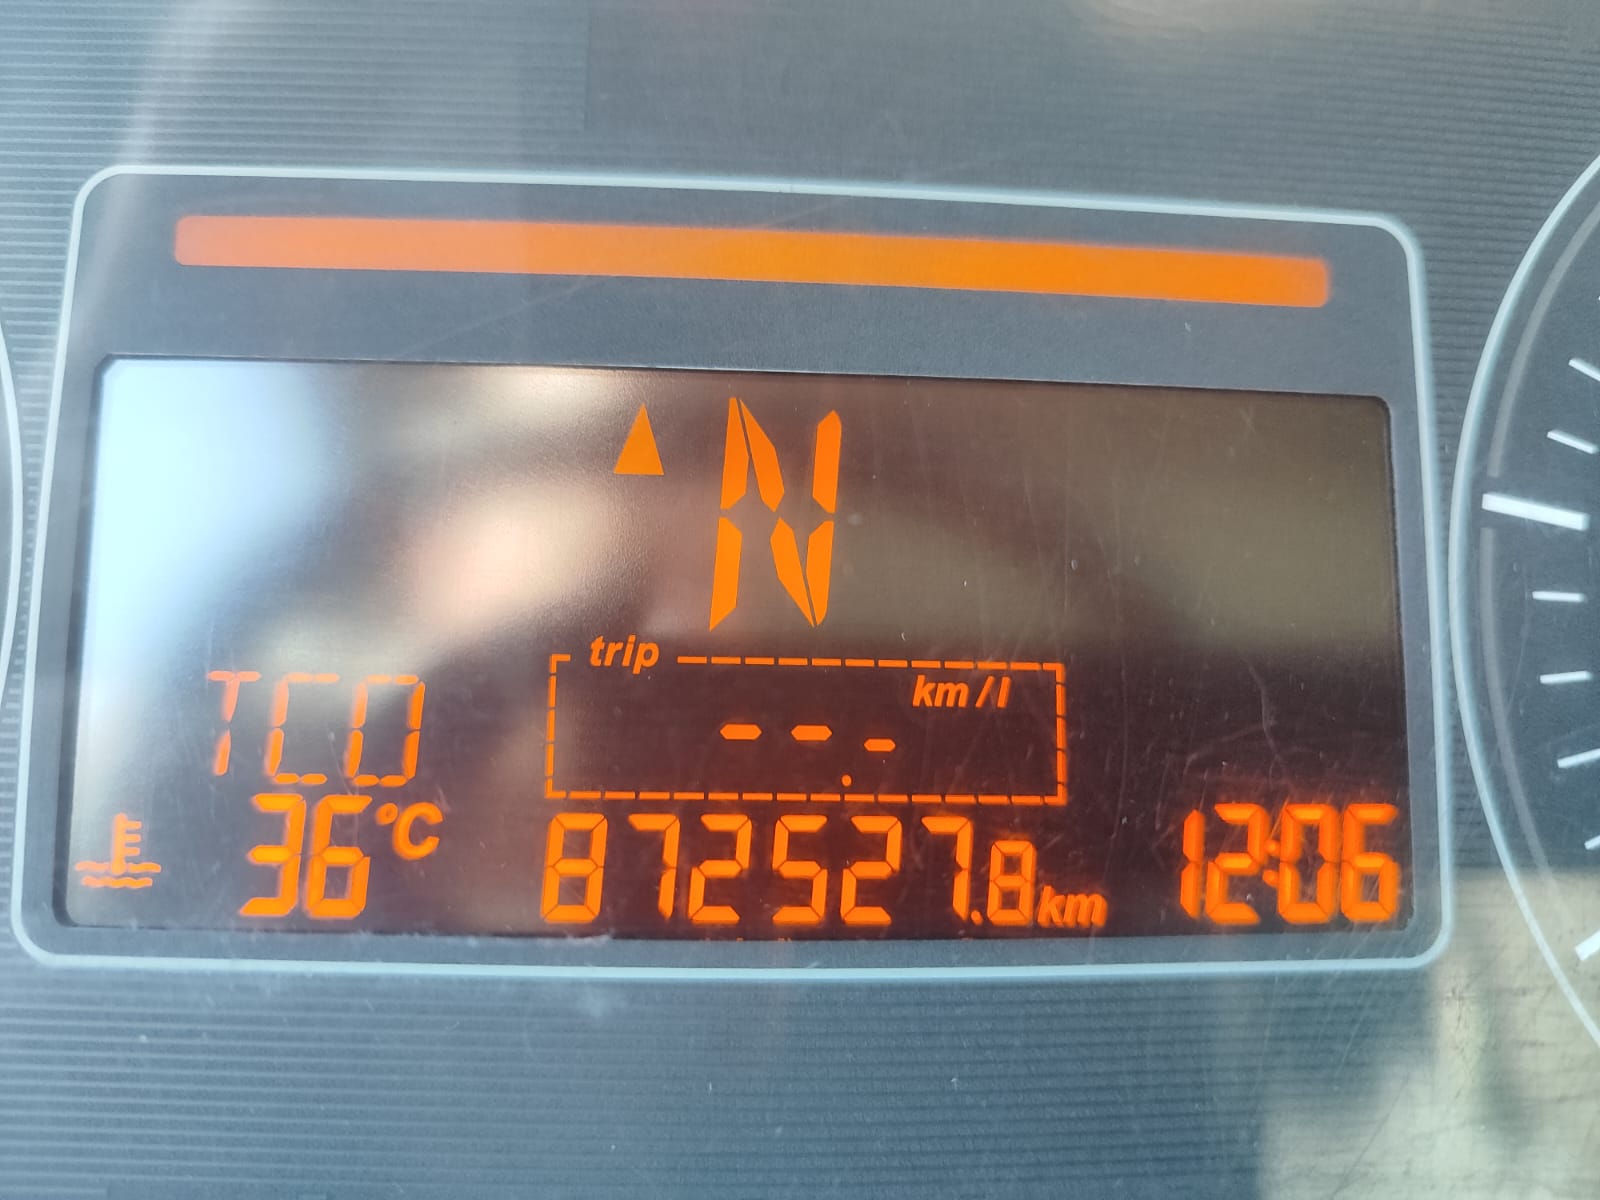 N
trip
km/l
TCO
--.-
36°C
872527.8km
12:06